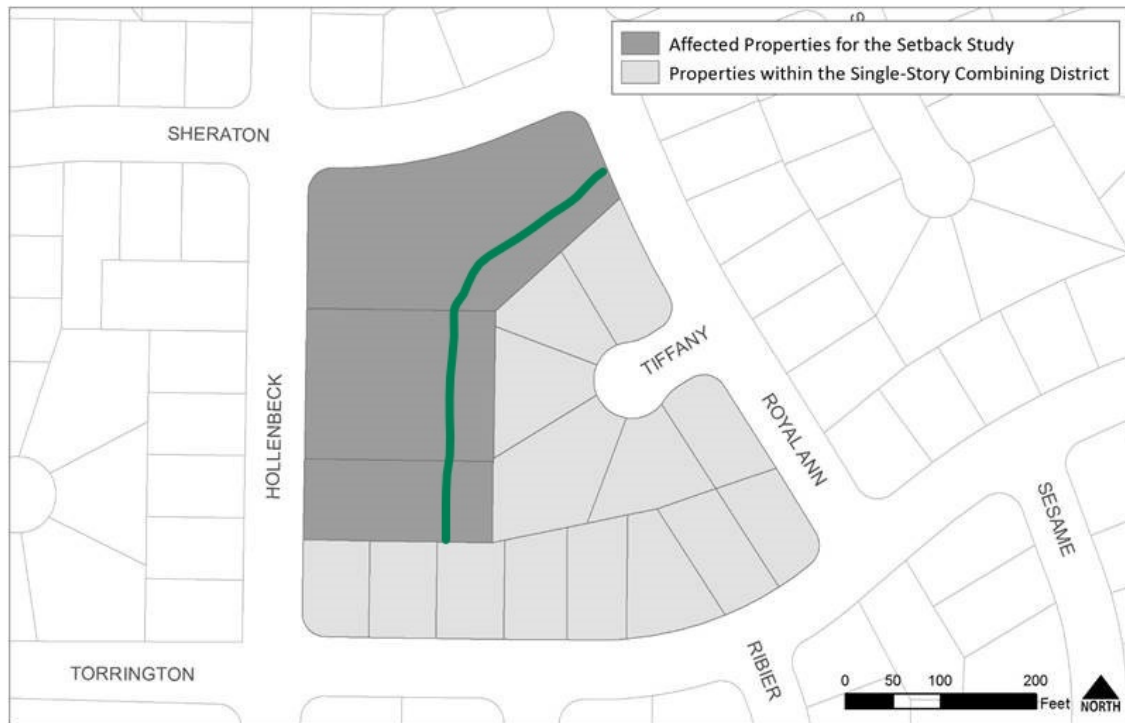 Affected Properties for the Setback Study
Properties within the Single-Story Combining District
SHERATON
HOLLENBECK
TIFFANY
ROYAL ANN
SESAME
TORRINGTON
RIBIER
0 50 100 200
Feet
NORTH